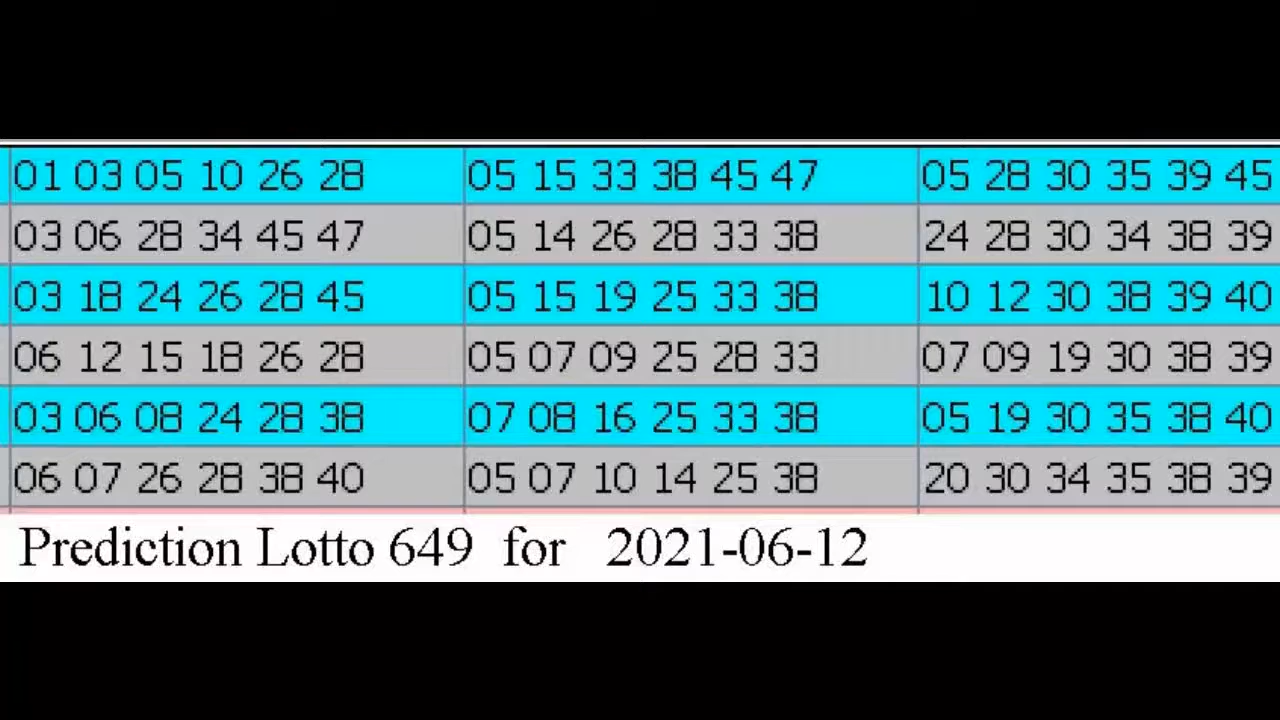 01 03 05 10 26 28 05 15 33 38 45 47 05 28 30 35 39 45
03 06 28 34 45 47 05 14 26 28 33 38 24 28 30 34 38 39
03 18 24 26 28 45 05 15 19 25 33 38 10 12 30 38 39 40
06 12 15 18 26 28 05 07 09 25 28 33 07 09 19 30 38 39
03 06 08 24 28 38 07 08 16 25 33 38 05 19 30 35 38 40
06 07 26 28 38 40 05 07 10 14 25 38 20 30 34 35 38 39
Prediction Lotto 649 for 2021-06-12